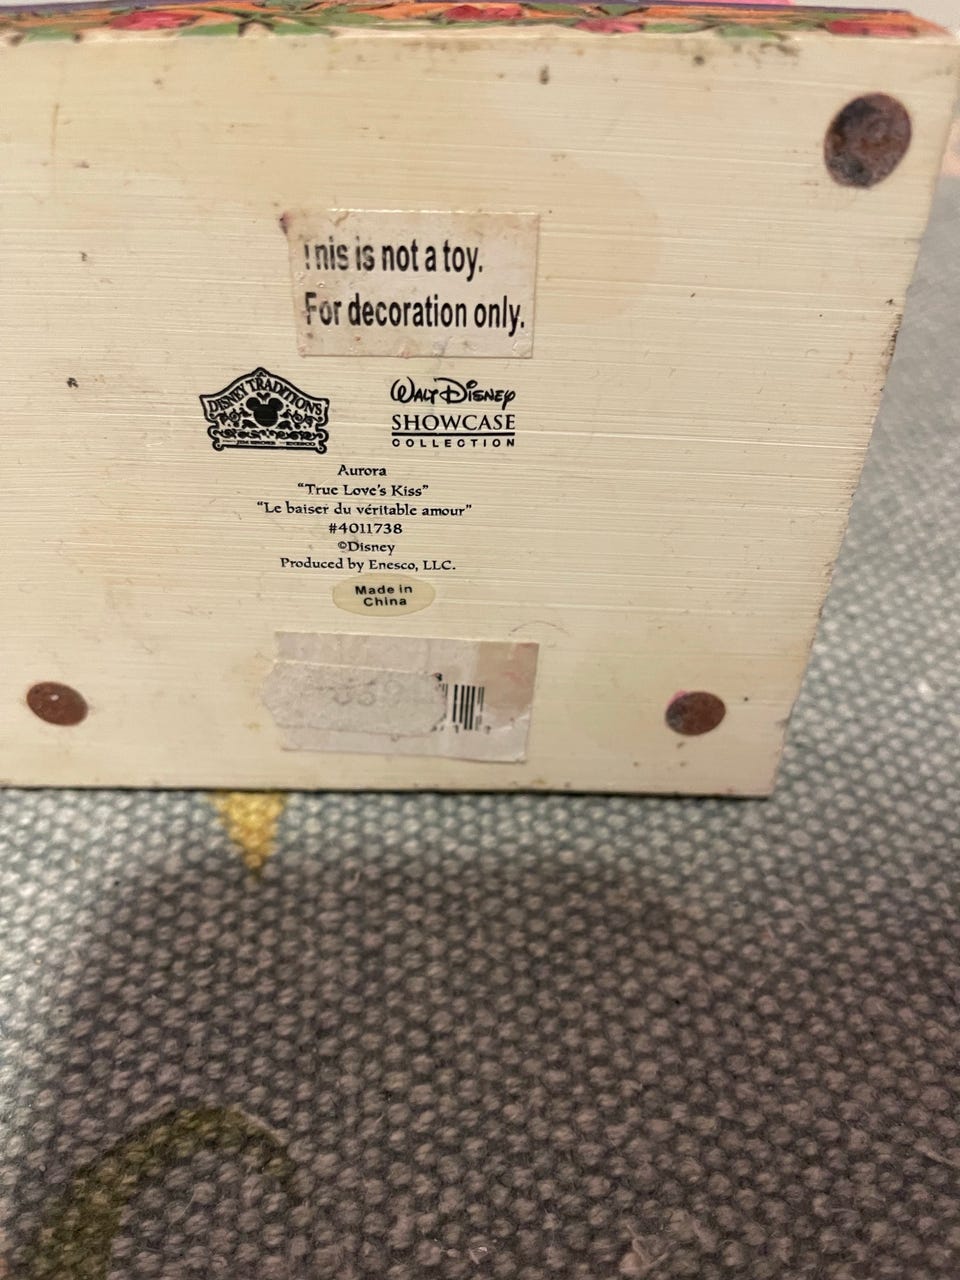 This is not a toy.
For decoration only.
DISNEY TRADITIONS
WALT DISNEY
SHOWCASE
COLLECTION
Aurora
“True Love's Kiss”
“Le baiser du véritable amour”
#4011738
©Disney
Produced by Enesco, LLC.
Made in
China